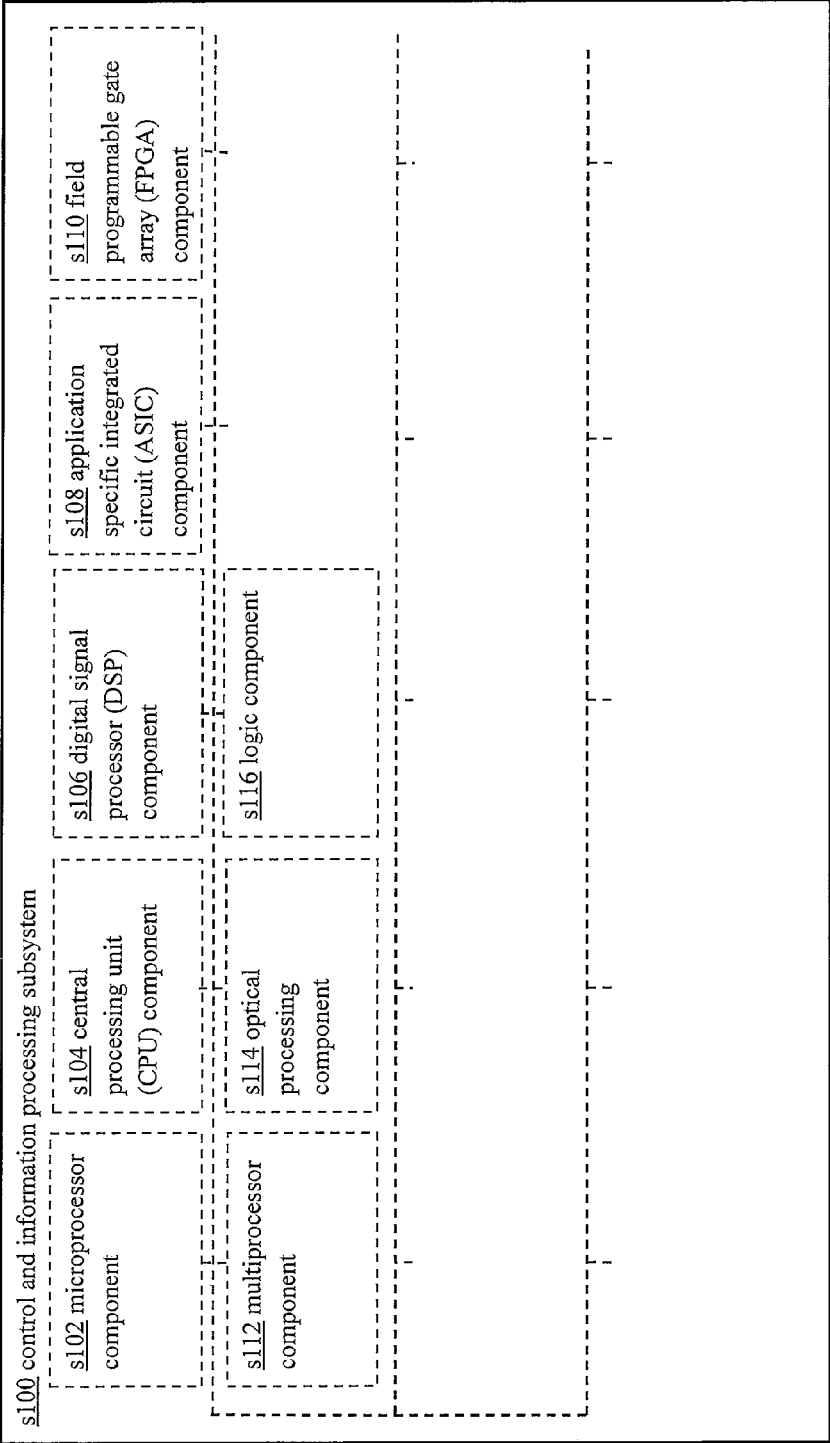 s100 control and information processing subsystem
s102 microprocessor
component
s104 central
processing unit
(CPU) component
s106 digital signal
processor (DSP)
component
s108 application
specific integrated
circuit (ASIC)
component
s110 field
programmable gate
array (FPGA)
component
s112 multiprocessor
component
s114 optical
processing
component
s116 logic component